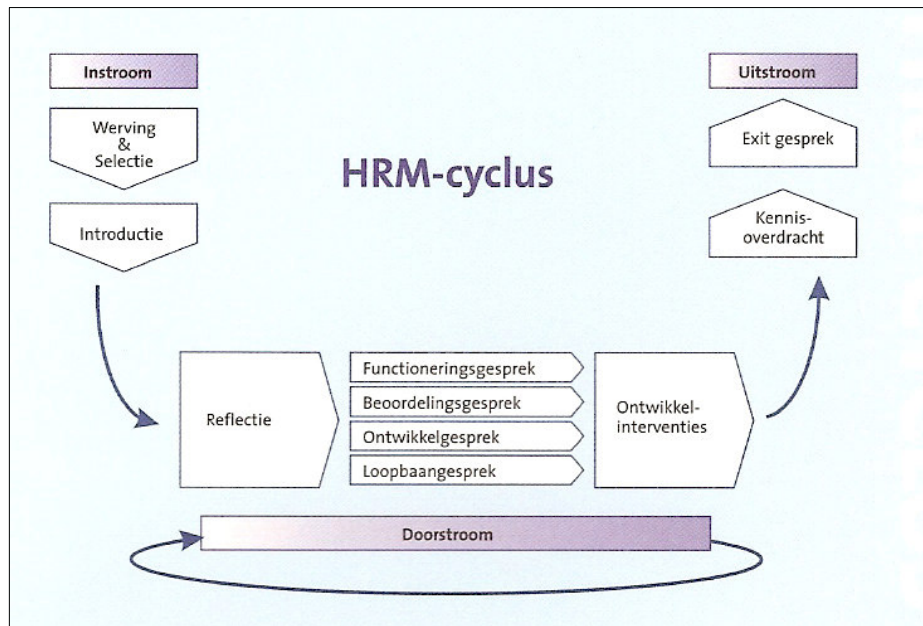 Instroom
Werving
&
Selectie
Introductie
HRM-cyclus
Uitstroom
Exit gesprek
Kennis-
overdracht
Reflectie
Functioneringsgesprek
Beoordelingsgesprek
Ontwikkelgesprek
Loopbaangesprek
Ontwikkel-
interventies
Doorstroom